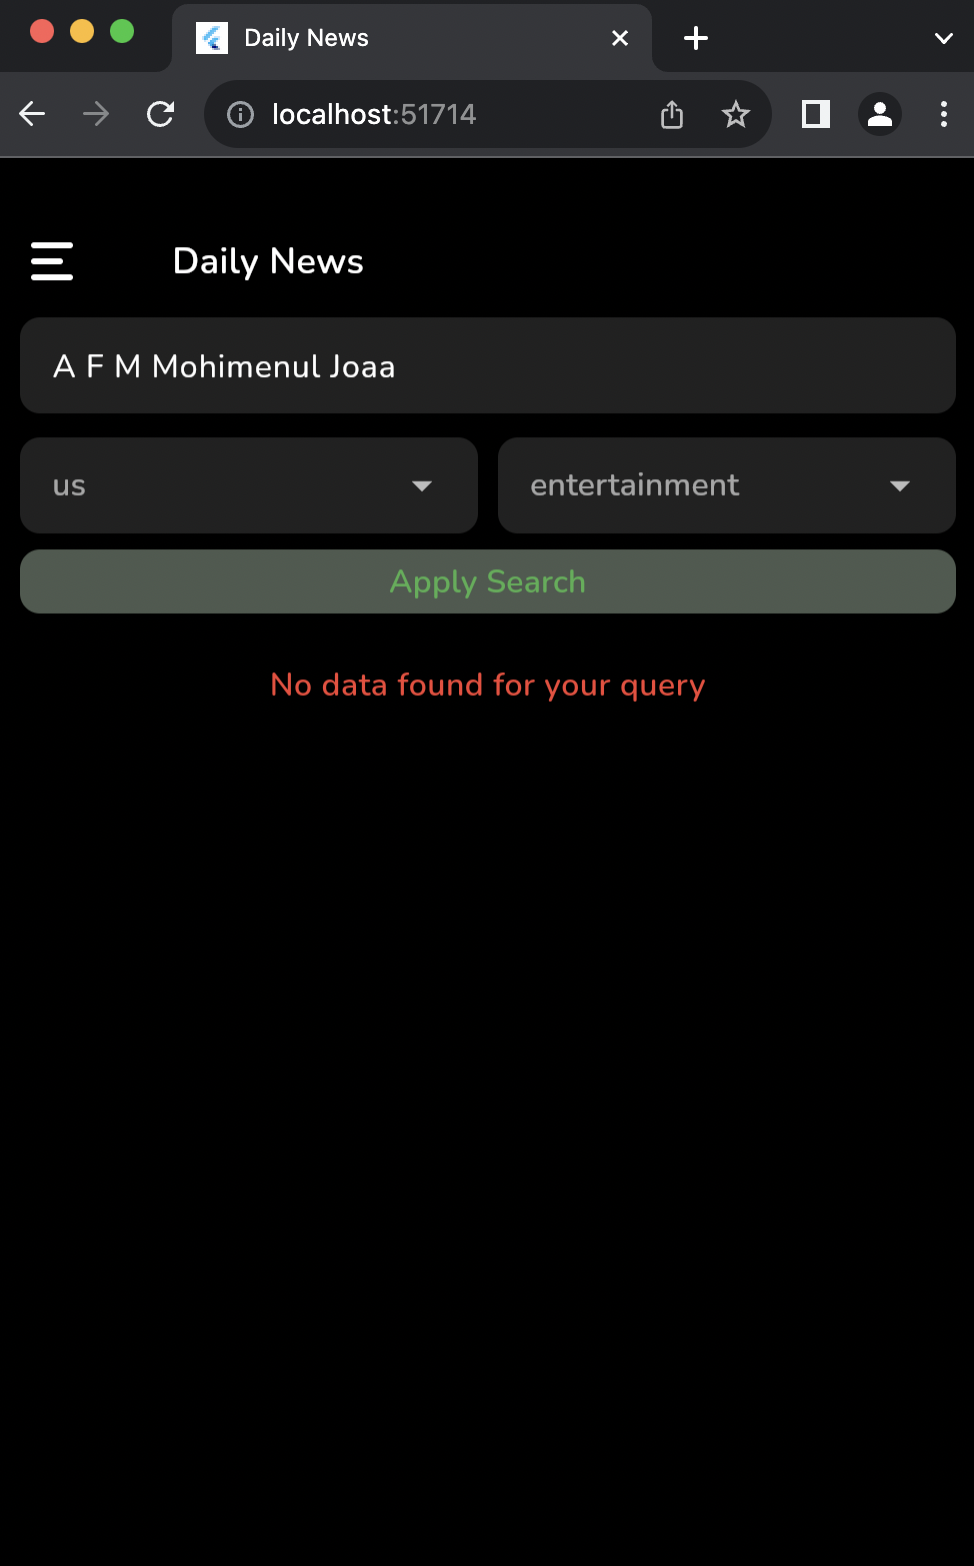 Daily News
localhost:51714
Daily News
A F M Mohimenul Joaa
us
entertainment
Apply Search
No data found for your query